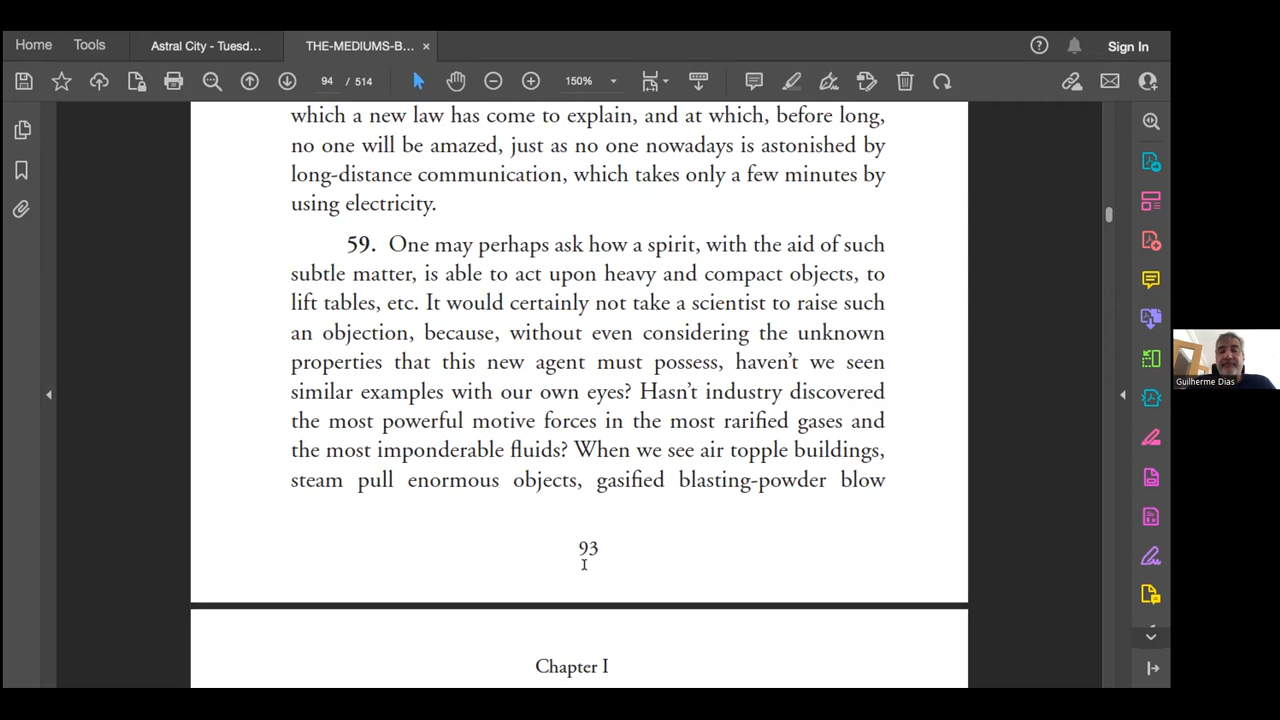 Home
Tools
Astral City - Tuesd...
THE-MEDIUMS-B...
Sign In
94 / 514
150%
which a new law has come to explain, and at which, before long,
no one will be amazed, just as no one nowadays is astonished by
long-distance communication, which takes only a few minutes by
using electricity.
59. One may perhaps ask how a spirit, with the aid of such
subtle matter, is able to act upon heavy and compact objects, to
lift tables, etc. It would certainly not take a scientist to raise such
an objection, because, without even considering the unknown
properties that this new agent must possess, haven't we seen
similar examples with our own eyes? Hasn't industry discovered
the most powerful motive forces in the most rarified gases and
the most imponderable fluids? When we see air topple buildings,
steam pull enormous objects, gasified blasting-powder blow
93
Chapter I
Guilherme Dias